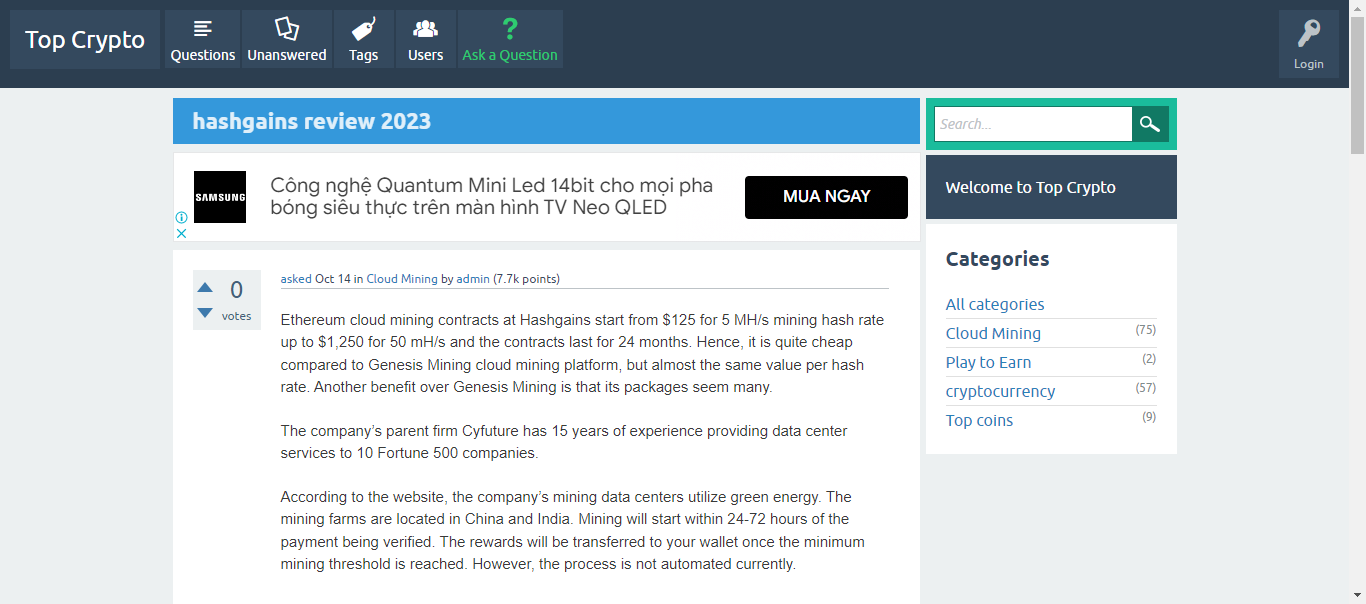 Top Crypto
Questions
Unanswered
Tags
Users
?
Ask a Question
Login
hashgains review 2023
Search...
SAMSUNG
Công nghệ Quantum Mini Led 14bit cho mọi pha
bóng siêu thực trên màn hình TV Neo QLED
MUA NGAY
Welcome to Top Crypto
Categories
All categories
Cloud Mining (75)
Play to Earn (2)
cryptocurrency (57)
Top coins (9)
0
votes
asked Oct 14 in Cloud Mining by admin (7.7k points)
Ethereum cloud mining contracts at Hashgains start from $125 for 5 MH/s mining hash rate
up to $1,250 for 50 mH/s and the contracts last for 24 months. Hence, it is quite cheap
compared to Genesis Mining cloud mining platform, but almost the same value per hash
rate. Another benefit over Genesis Mining is that its packages seem many.
The company's parent firm Cyfuture has 15 years of experience providing data center
services to 10 Fortune 500 companies.
According to the website, the company's mining data centers utilize green energy. The
mining farms are located in China and India. Mining will start within 24-72 hours of the
payment being verified. The rewards will be transferred to your wallet once the minimum
mining threshold is reached. However, the process is not automated currently.